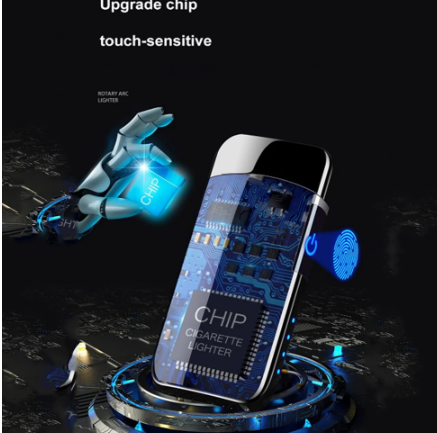 Upgrade chip
touch-sensitive
ROTARY ARC
LIGHTER
CHIP
CHIP
CIGARETTE
LIGHTER